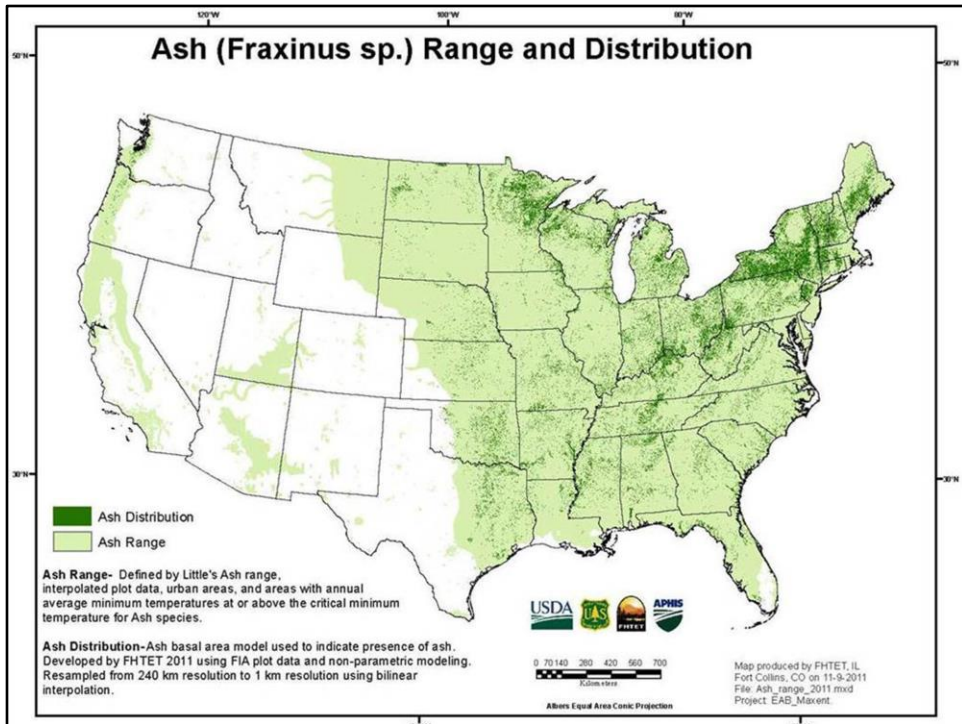 120°W
100°W
80°W
Ash (Fraxinus sp.) Range and Distribution
50°N
50°N
30°N
30°N
Ash Distribution
Ash Range
Ash Range- Defined by Little's Ash range,
interpolated plot data, urban areas, and areas with annual
average minimum temperatures at or above the critical minimum
temperature for Ash species.
Ash Distribution-Ash basal area model used to indicate presence of ash.
Developed by FHTET 2011 using FIA plot data and non-parametric modeling.
Resampled from 240 km resolution to 1 km resolution using bilinear
interpolation.
USDA
FHTET
APHIS
0 70 140 280 420 560 700
Kilometers
Albers Equal Area Conic Projection
Map produced by FHTET, IL
Fort Collins, CO on 11-9-2011
File: Ash_range_2011.mxd
Project: EAB_Maxent.